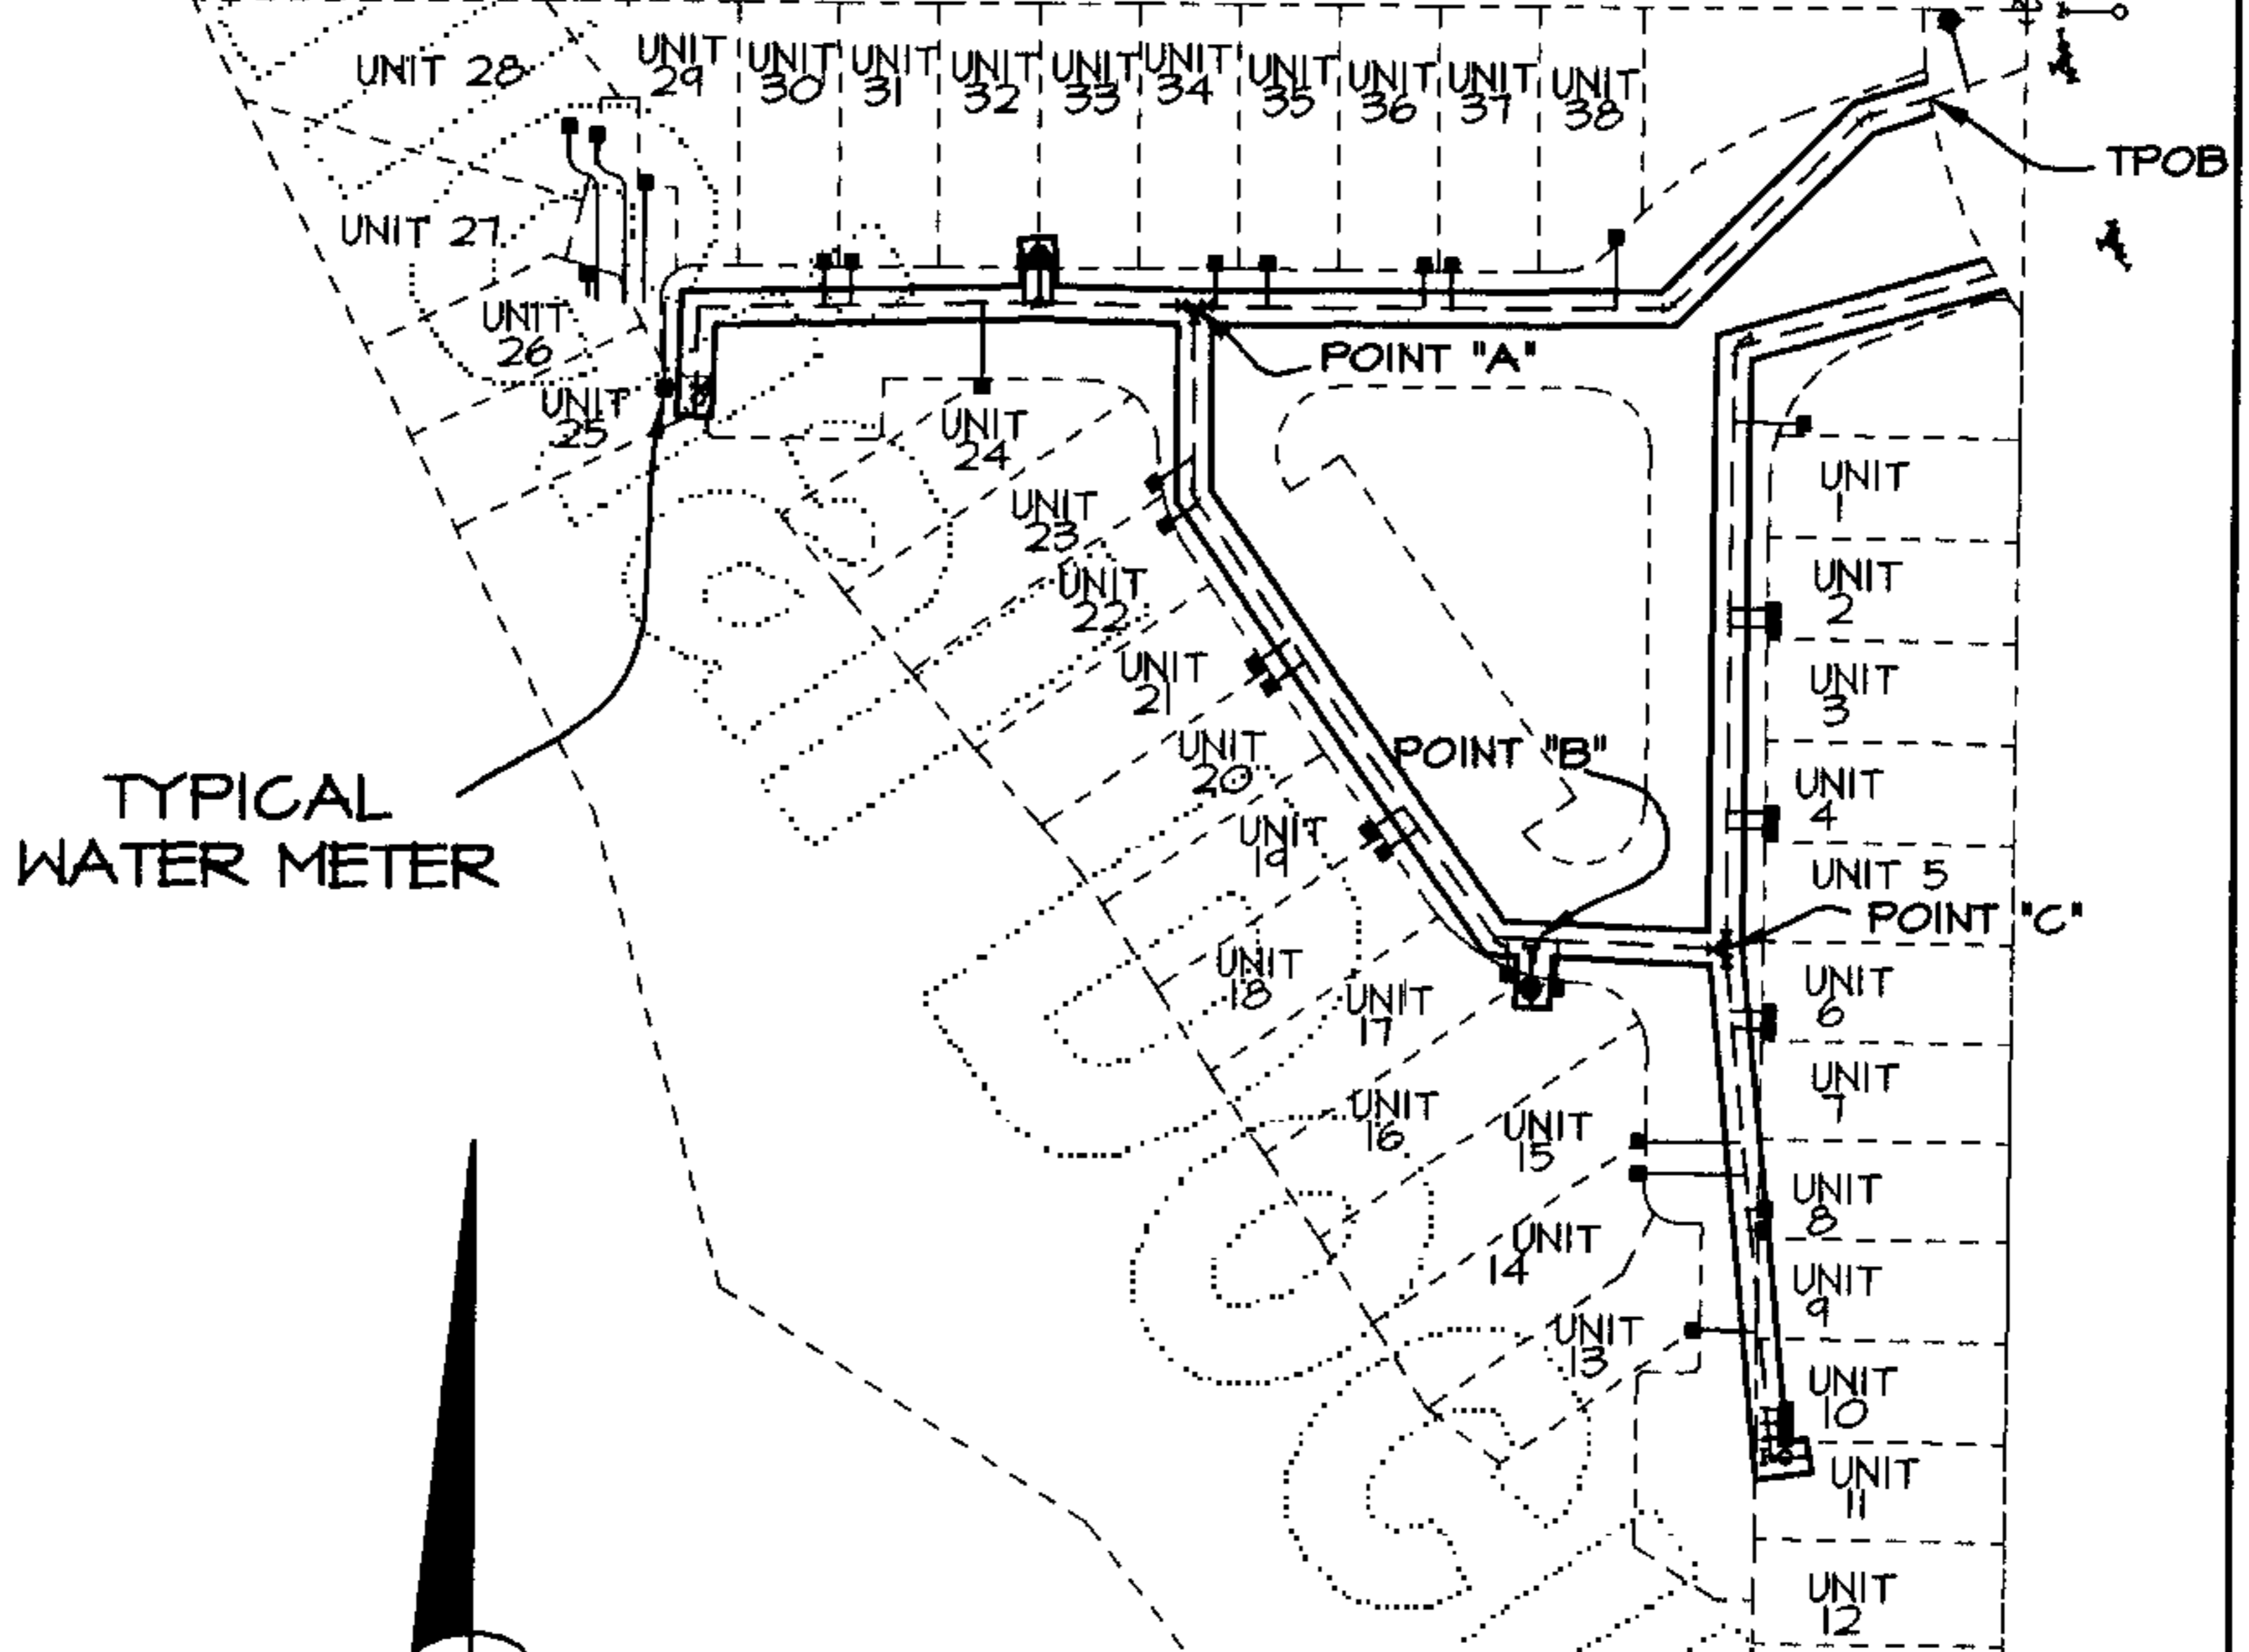 UNIT 28
UNIT
29
UNIT
30
UNIT
31
UNIT
32
UNIT
33
UNIT
34
UNIT
35
UNIT
36
UNIT
37
UNIT
38
TPOB
UNIT 27
UNIT
26
UNIT
25
POINT "A"
UNIT
24
UNIT
23
UNIT
22
UNIT
21
UNIT
20
UNIT
19
UNIT
18
UNIT
17
UNIT
16
UNIT
15
UNIT
14
UNIT
13
POINT "B"
TYPICAL
WATER METER
UNIT
1
UNIT
2
UNIT
3
UNIT
4
UNIT 5
POINT "C"
UNIT
6
UNIT
7
UNIT
8
UNIT
9
UNIT
10
UNIT
11
UNIT
12